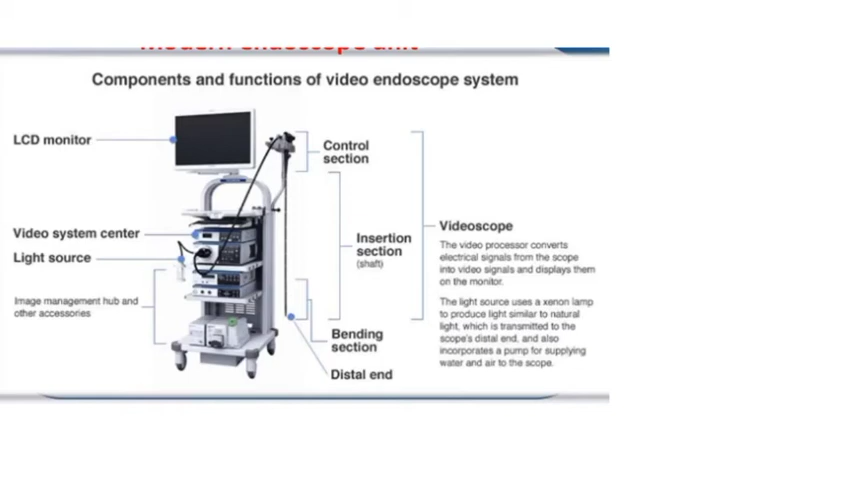 Modern endoscope unit
Components and functions of video endoscope system
LCD monitor
Video system center
Light source
Image management hub and
other accessories
Control
section
Insertion
section
(shaft)
Bending
section
Distal end
Videoscope
The video processor converts
electrical signals from the scope
into video signals and displays them
on the monitor.
The light source uses a xenon lamp
to produce light similar to natural
light, which is transmitted to the
scope's distal end, and also
incorporates a pump for supplying
water and air to the scope.